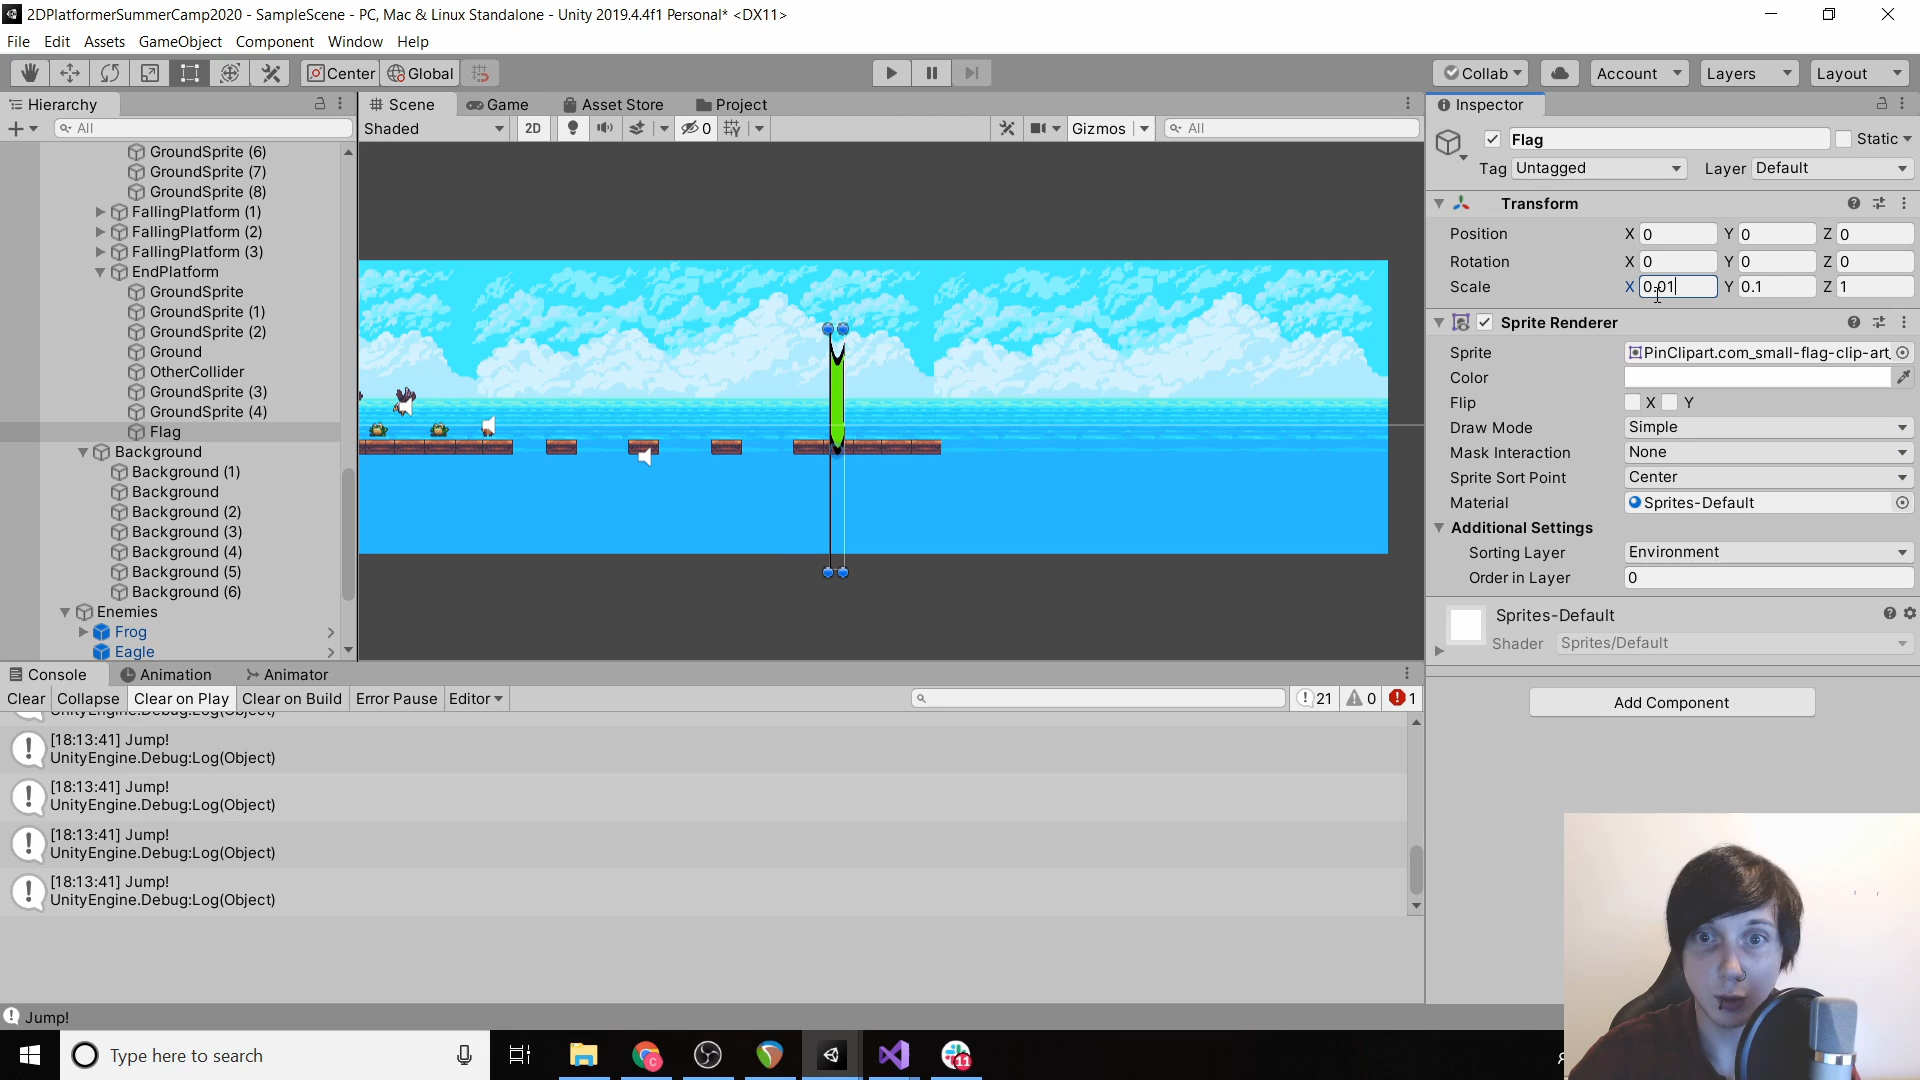 2DPlatformerSummerCamp2020 - SampleScene - PC, Mac & Linux Standalone - Unity 2019.4.4f1 Personal* <DX11>
File Edit Assets GameObject Component Window Help
Center Global Collab Account Layers Layout
Hierarchy
All
GroundSprite (6)
GroundSprite (7)
GroundSprite (8)
FallingPlatform (1)
FallingPlatform (2)
FallingPlatform (3)
EndPlatform
GroundSprite
GroundSprite (1)
GroundSprite (2)
Ground
OtherCollider
GroundSprite (3)
GroundSprite (4)
Flag
Background
Background (1)
Background
Background (2)
Background (3)
Background (4)
Background (5)
Background (6)
Enemies
Frog
Eagle
Scene Game Asset Store Project
Shaded 2D 0 Gizmos All
Inspector
Flag Static
Tag Untagged Layer Default
Transform
Position X 0 Y 0 Z 0
Rotation X 0 Y 0 Z 0
Scale X 0.01 Y 0.1 Z 1
Sprite Renderer
Sprite PinClipart.com_small-flag-clip-art_
Color
Flip X Y
Draw Mode Simple
Mask Interaction None
Sprite Sort Point Center
Material Sprites-Default
Additional Settings
Sorting Layer Environment
Order in Layer 0
Sprites-Default
Shader Sprites/Default
Add Component
Console Animation Animator
Clear Collapse Clear on Play Clear on Build Error Pause Editor 21 0 1
UnityEngine.Debug:Log(Object)
[18:13:41] Jump!
UnityEngine.Debug:Log(Object)
[18:13:41] Jump!
UnityEngine.Debug:Log(Object)
[18:13:41] Jump!
UnityEngine.Debug:Log(Object)
[18:13:41] Jump!
UnityEngine.Debug:Log(Object)
Jump!
Type here to search
11